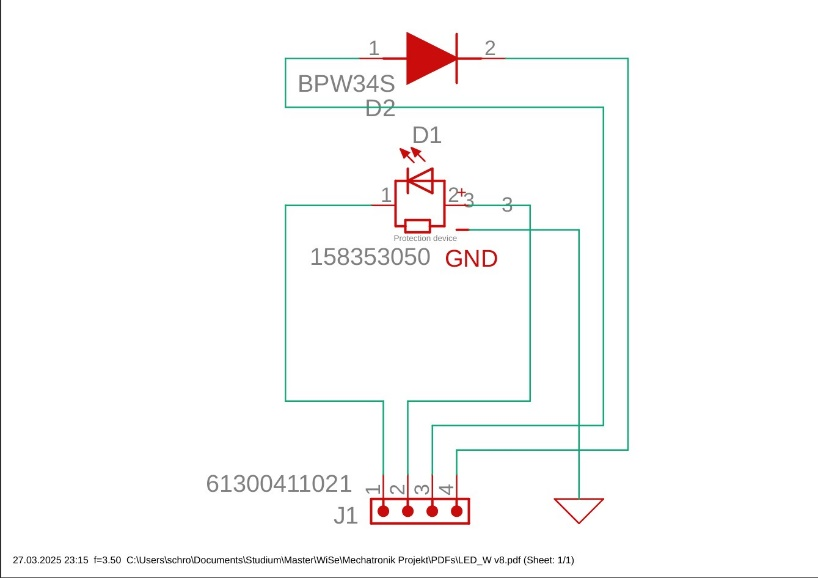 1 2
BPW34S
D2
D1
1 2 + 3 3
Protection device
158353050 GND
61300411021 1 2 3 4
J1
27.03.2025 23:15 f=3.50 C:\Users\schro\Documents\Studium\Master\WiSe\Mechatronik Projekt\PDFs\LED_W v8.pdf (Sheet: 1/1)